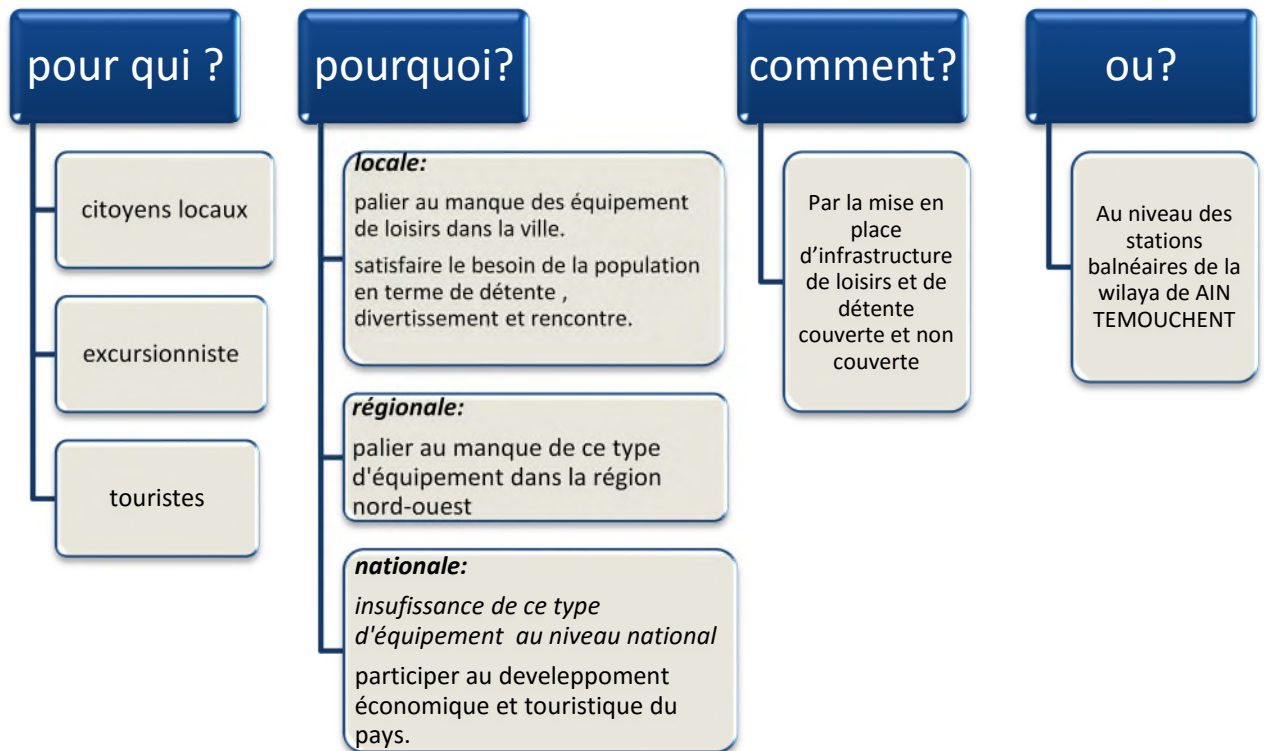 pour qui ?
citoyens locaux
excursionniste
touristes
pourquoi?
locale:
palier au manque des équipement
de loisirs dans la ville.
satisfaire le besoin de la population
en terme de détente ,
divertissement et rencontre.
régionale:
palier au manque de ce type
d'équipement dans la région
nord-ouest
nationale:
insufissance de ce type
d'équipement au niveau national
participer au develeppoment
économique et touristique du
pays.
comment?
Par la mise en
place
d’infrastructure
de loisirs et de
détente
couverte et non
couverte
ou?
Au niveau des
stations
balnéaires de la
wilaya de AIN
TEMOUCHENT